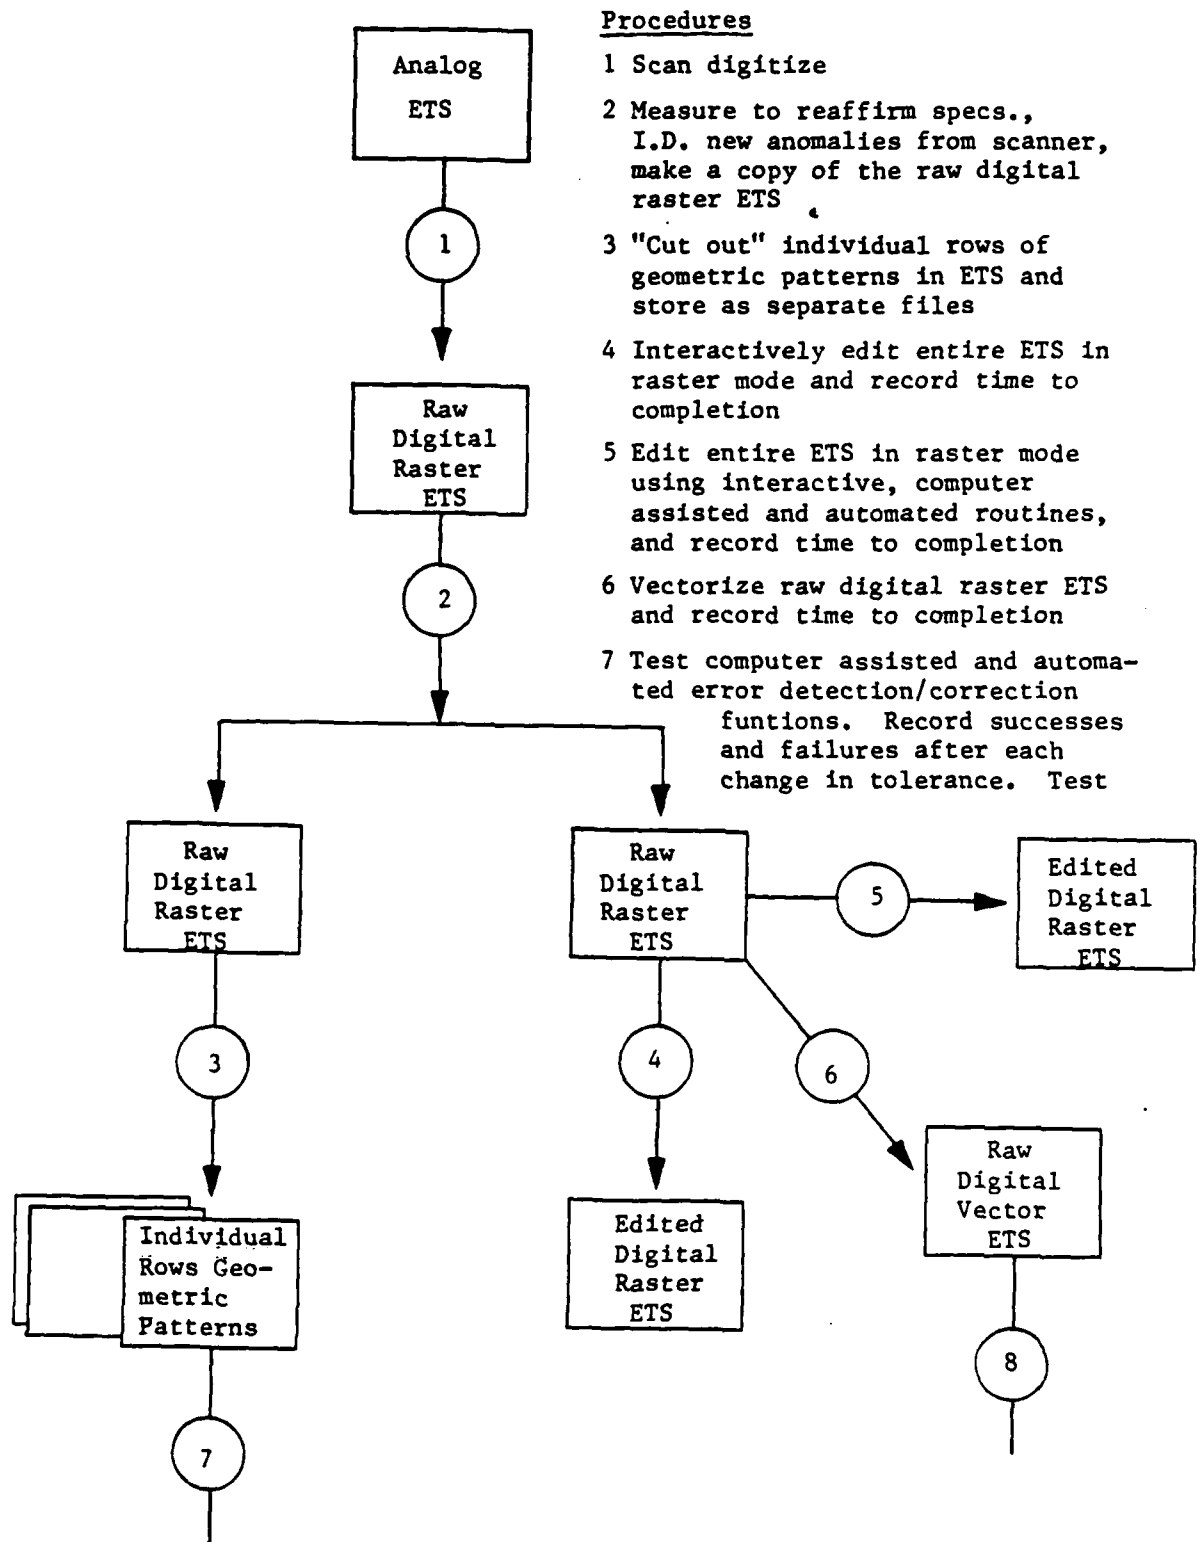 Procedures
1 Scan digitize
2 Measure to reaffirm specs.,
I.D. new anomalies from scanner,
make a copy of the raw digital
raster ETS
3 "Cut out" individual rows of
geometric patterns in ETS and
store as separate files
4 Interactively edit entire ETS in
raster mode and record time to
completion
5 Edit entire ETS in raster mode
using interactive, computer
assisted and automated routines,
and record time to completion
6 Vectorize raw digital raster ETS
and record time to completion
7 Test computer assisted and automa-
ted error detection/correction
funtions. Record successes
and failures after each
change in tolerance. Test
Analog
ETS
1
Raw
Digital
Raster
ETS
2
Raw
Digital
Raster
ETS
Raw
Digital
Raster
ETS
5
Edited
Digital
Raster
ETS
3
4
6
Individual
Rows Geo-
metric
Patterns
Edited
Digital
Raster
ETS
Raw
Digital
Vector
ETS
7
8